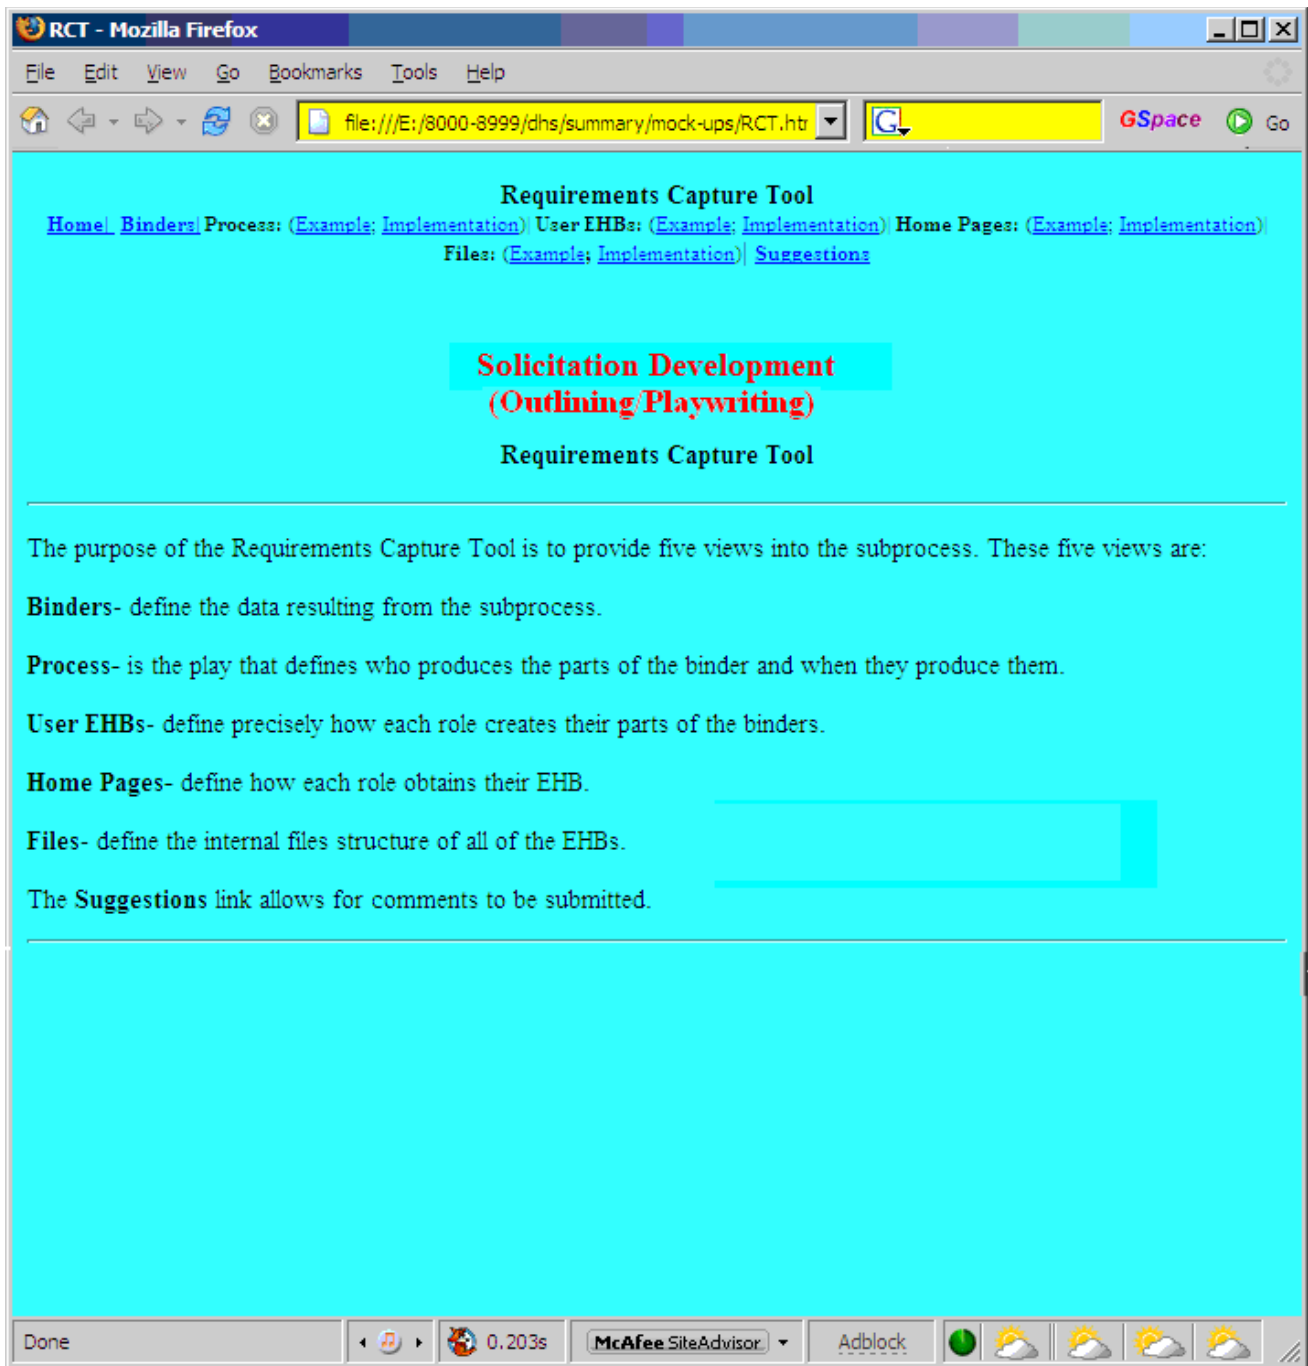 RCT - Mozilla Firefox
File Edit View Go Bookmarks Tools Help
file:///E:/8000-8999/dhs/summary/mock-ups/RCT.htr G GSpace Go
Requirements Capture Tool
Home| Binders| Process: (Example; Implementation)| User EHBs: (Example; Implementation)| Home Pages: (Example; Implementation)|
Files: (Example; Implementation)| Suggestions
Solicitation Development
(Outlining/Playwriting)
Requirements Capture Tool
The purpose of the Requirements Capture Tool is to provide five views into the subprocess. These five views are:
Binders- define the data resulting from the subprocess.
Process- is the play that defines who produces the parts of the binder and when they produce them.
User EHBs- define precisely how each role creates their parts of the binders.
Home Pages- define how each role obtains their EHB.
Files- define the internal files structure of all of the EHBs.
The Suggestions link allows for comments to be submitted.
Done 0.203s McAfee SiteAdvisor Adblock